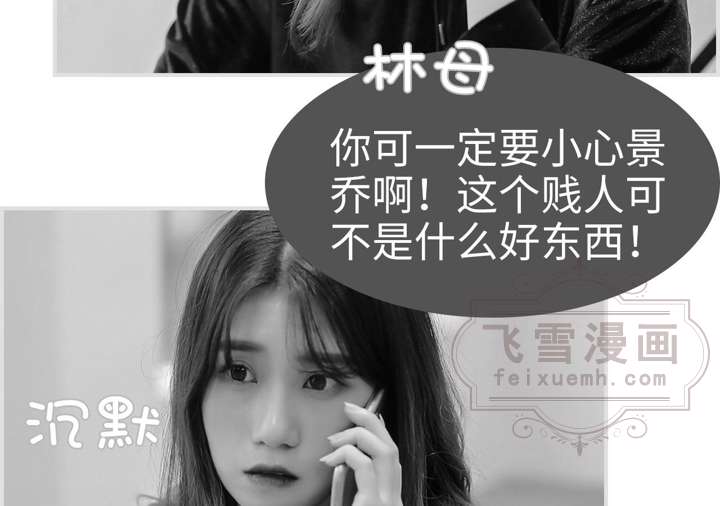 林母
你可一定要小心景
乔啊！这个贱人可
不是什么好东西！
飞雪漫画
feixuemh.com
沉默